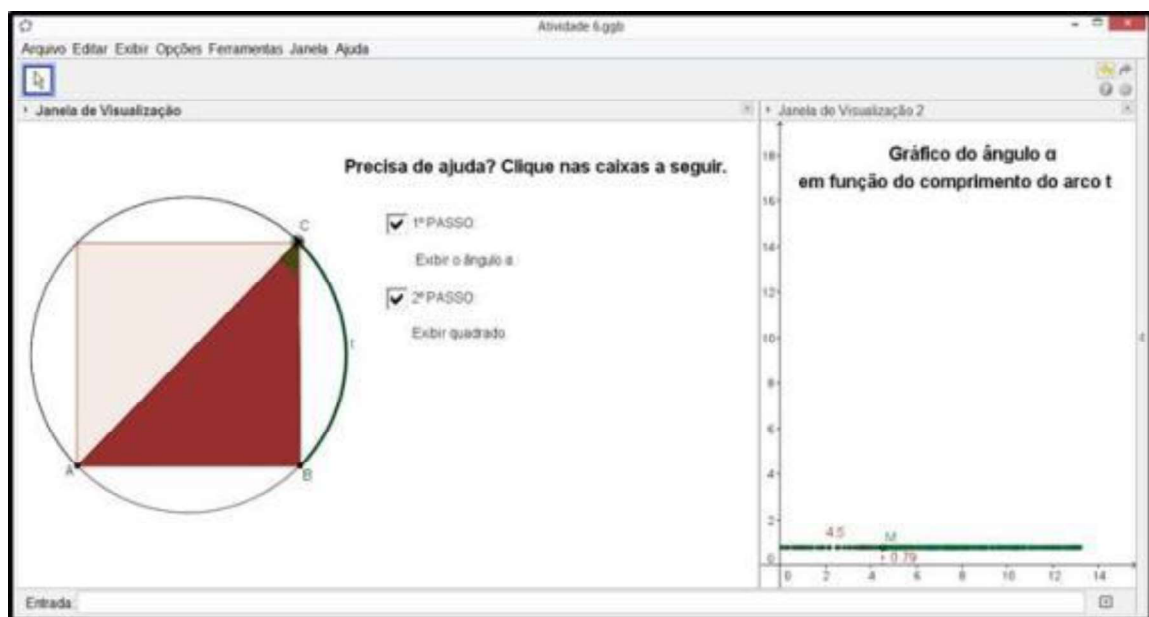 Atividade 6.ggb
Arquivo Editar Exibir Opções Ferramentas Janela Ajuda
Janela de Visualização
Janela de Visualização 2
Precisa de ajuda? Clique nas caixas a seguir.
1º PASSO
Exibir o ângulo α
2º PASSO
Exibir quadrado
A
B
C
t
Gráfico do ângulo α
em função do comprimento do arco t
18
16
14
12
10
8
6
4
2
0
4.5
M
0.79
0 2 4 6 8 10 12 14
Entrada: